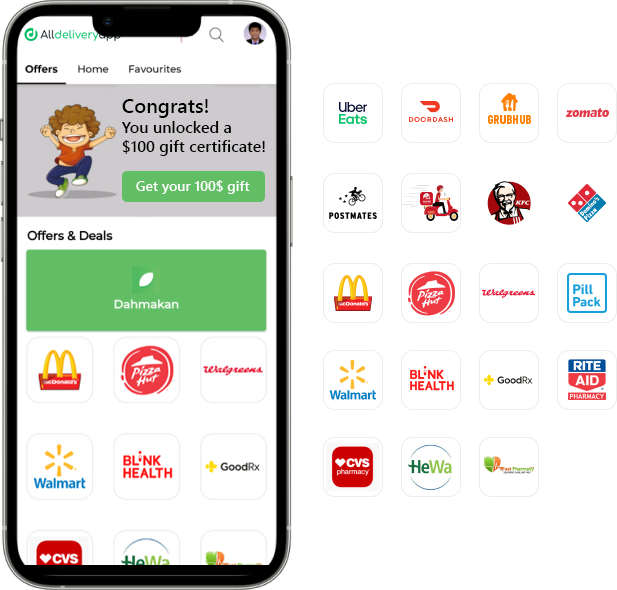 Alldeliveryapp
Offers
Home
Favourites
Congrats!
You unlocked a
$100 gift certificate!
Get your 100$ gift
Offers & Deals
Dahmakan
McDonald's
Pizza
Hut
Walgreens
Walmart
BLINK
HEALTH
GoodRx
CVS
HeWa
Uber
Eats
DOORDASH
GRUBHUB
zomato
POSTMATES
KFC
Domino's
Pizza
McDonald's
Pizza
Hut
Walgreens
Pill
Pack
Walmart
BLINK
HEALTH
GoodRx
RITE
AID
PHARMACY
CVS
pharmacy
HeWa